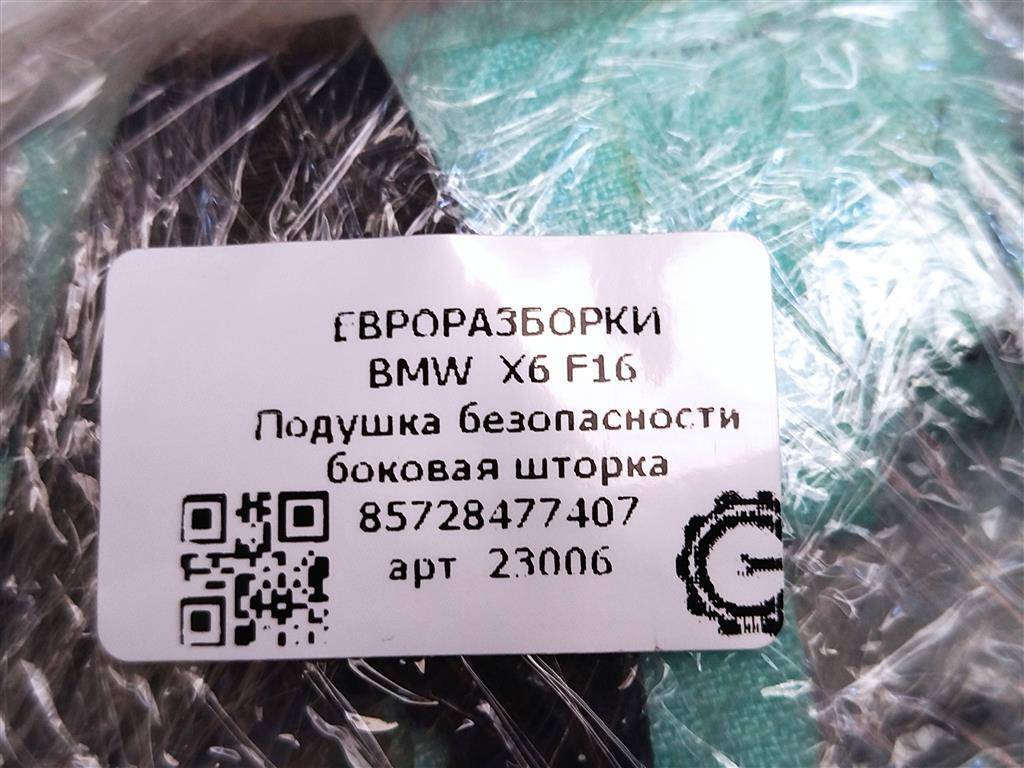 ЕВРОРАЗБОРКИ
BMW X6 F16
Подушка безопасности
боковая шторка
85728477407
арт 23006